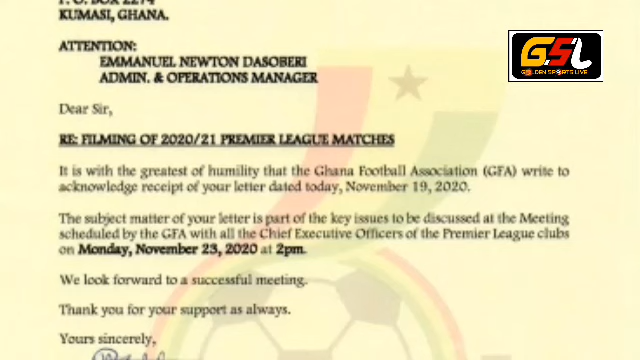 P. O. BOX 2274
KUMASI, GHANA.
ATTENTION:
EMMANUEL NEWTON DASOBERI
ADMIN. & OPERATIONS MANAGER
Dear Sir,
RE: FILMING OF 2020/21 PREMIER LEAGUE MATCHES
It is with the greatest of humility that the Ghana Football Association (GFA) write to
acknowledge receipt of your letter dated today, November 19, 2020.
The subject matter of your letter is part of the key issues to be discussed at the Meeting
scheduled by the GFA with all the Chief Executive Officers of the Premier League clubs
on Monday, November 23, 2020 at 2pm.
We look forward to a successful meeting.
Thank you for your support as always.
Yours sincerely,
GSL
GOLDEN SPORTS LIVE